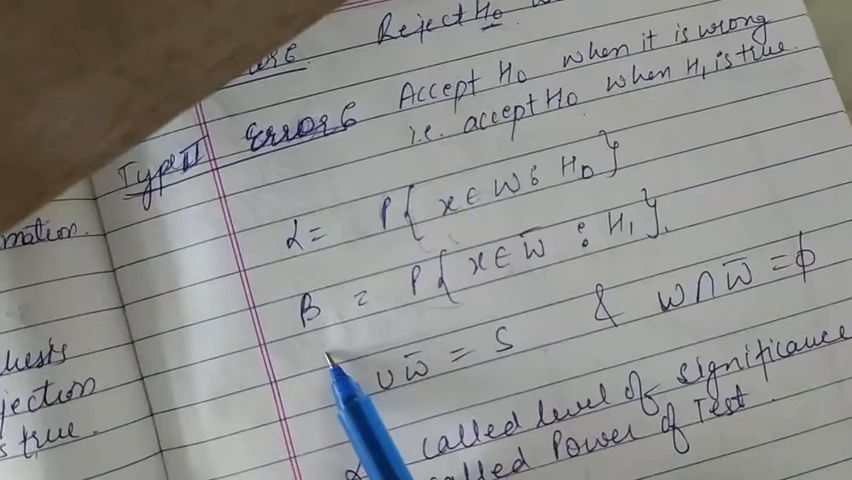 Reject H₀
Type II Error : Accept H₀ when it is wrong
i.e. accept H₀ when H₁ is true.
α = P{ x ∈ W : H₀ }
β = P{ x ∈ W̄ : H₁ }.
∪ W̄ = S & W ∩ W̄ = ϕ
called level of significance
called Power of Test.
mation.
jection
true.